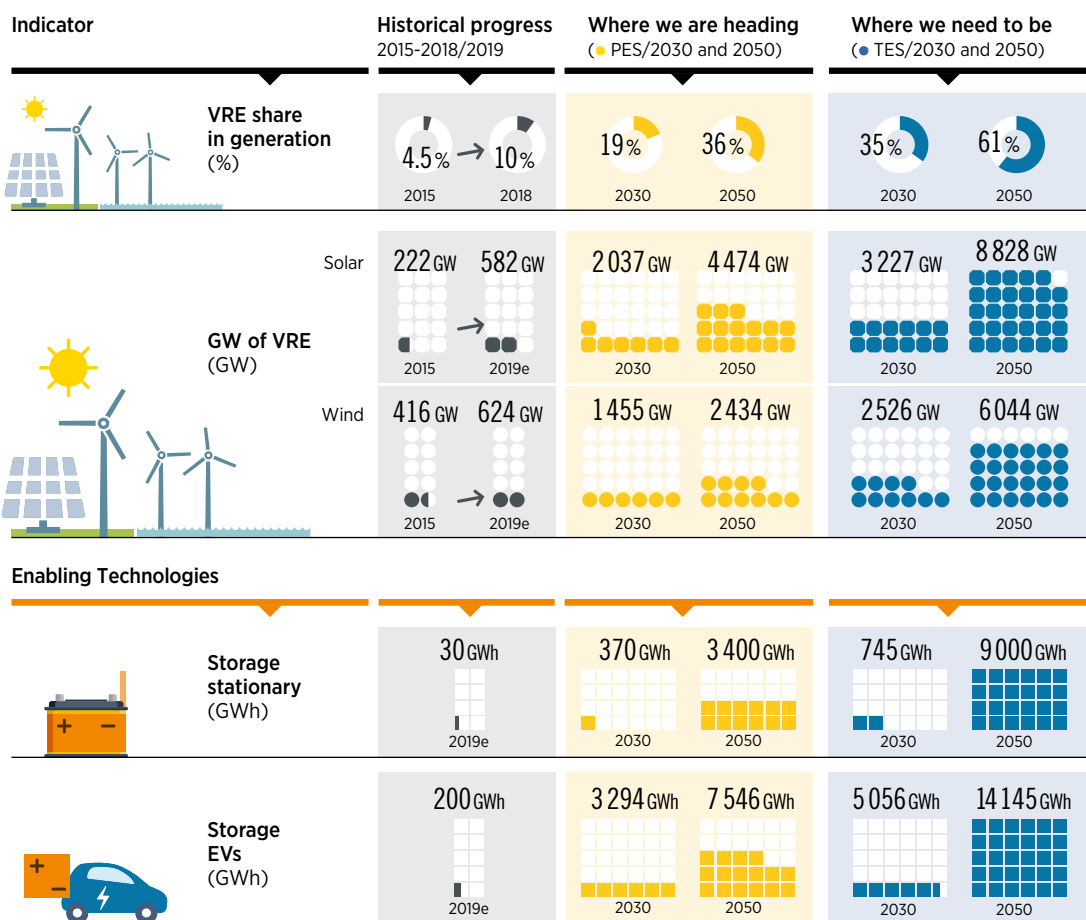 Indicator
Historical progress
2015-2018/2019
Where we are heading
(● PES/2030 and 2050)
Where we need to be
(● TES/2030 and 2050)
VRE share
in generation
(%)
4.5% → 10%
2015 2018
19% 36%
2030 2050
35% 61%
2030 2050
GW of VRE
(GW)
Solar
222 GW 582 GW
2015 2019e
2 037 GW 4 474 GW
2030 2050
3 227 GW 8 828 GW
2030 2050
Wind
416 GW 624 GW
2015 2019e
1 455 GW 2 434 GW
2030 2050
2 526 GW 6 044 GW
2030 2050
Enabling Technologies
Storage
stationary
(GWh)
30 GWh
2019e
370 GWh 3 400 GWh
2030 2050
745 GWh 9 000 GWh
2030 2050
Storage
EVs
(GWh)
200 GWh
2019e
3 294 GWh 7 546 GWh
2030 2050
5 056 GWh 14 145 GWh
2030 2050